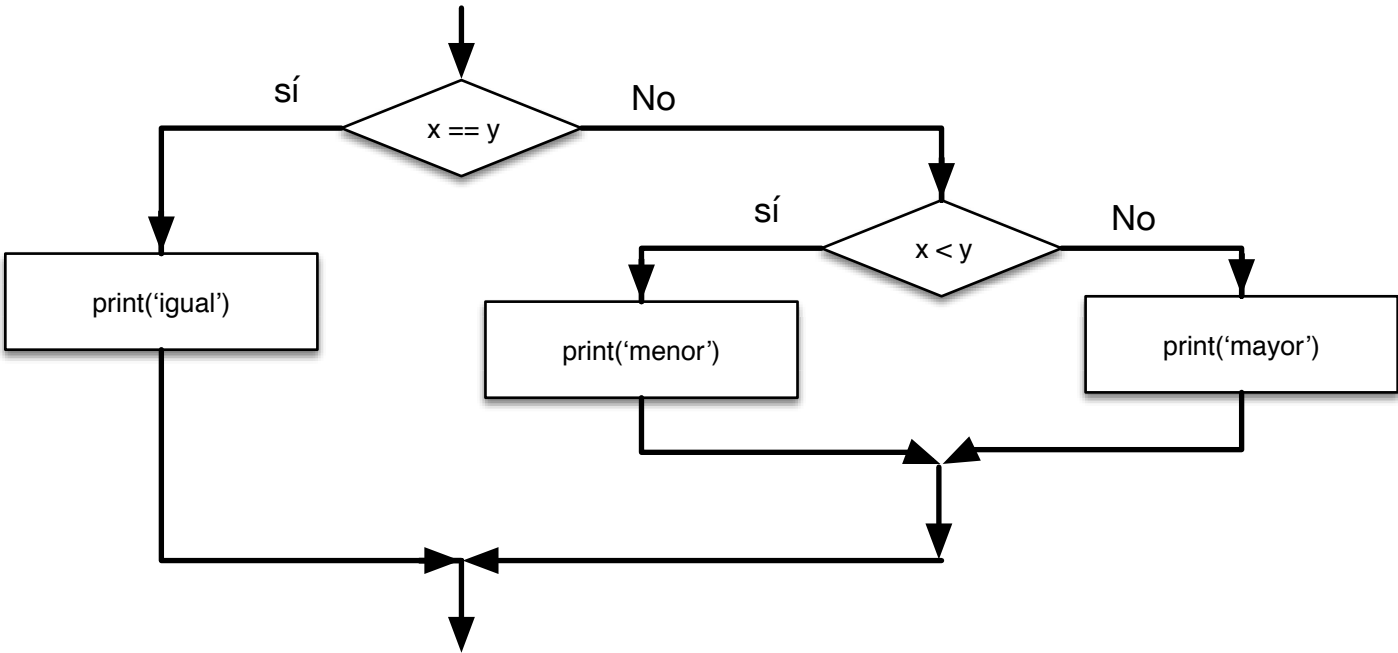 sí
No
x == y
sí
No
x < y
print(‘igual’)
print(‘menor’)
print(‘mayor’)